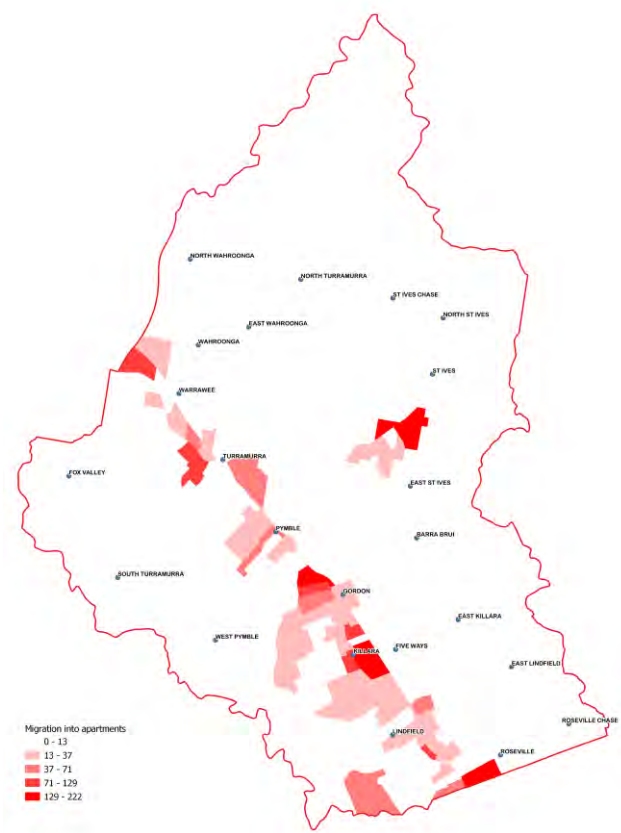 NORTH WAHROONGA
NORTH TURRAMURRA
ST IVES CHASE
NORTH ST IVES
EAST WAHROONGA
WAHROONGA
ST IVES
WARRAWEE
TURRAMURRA
FOX VALLEY
EAST ST IVES
PYMBLE
BARRA BRUI
SOUTH TURRAMURRA
GORDON
EAST KILLARA
WEST PYMBLE
FIVE WAYS
KILLARA
EAST LINDFIELD
ROSEVILLE CHASE
LINDFIELD
ROSEVILLE
Migration into apartments
0 - 13
13 - 37
37 - 71
71 - 129
129 - 222